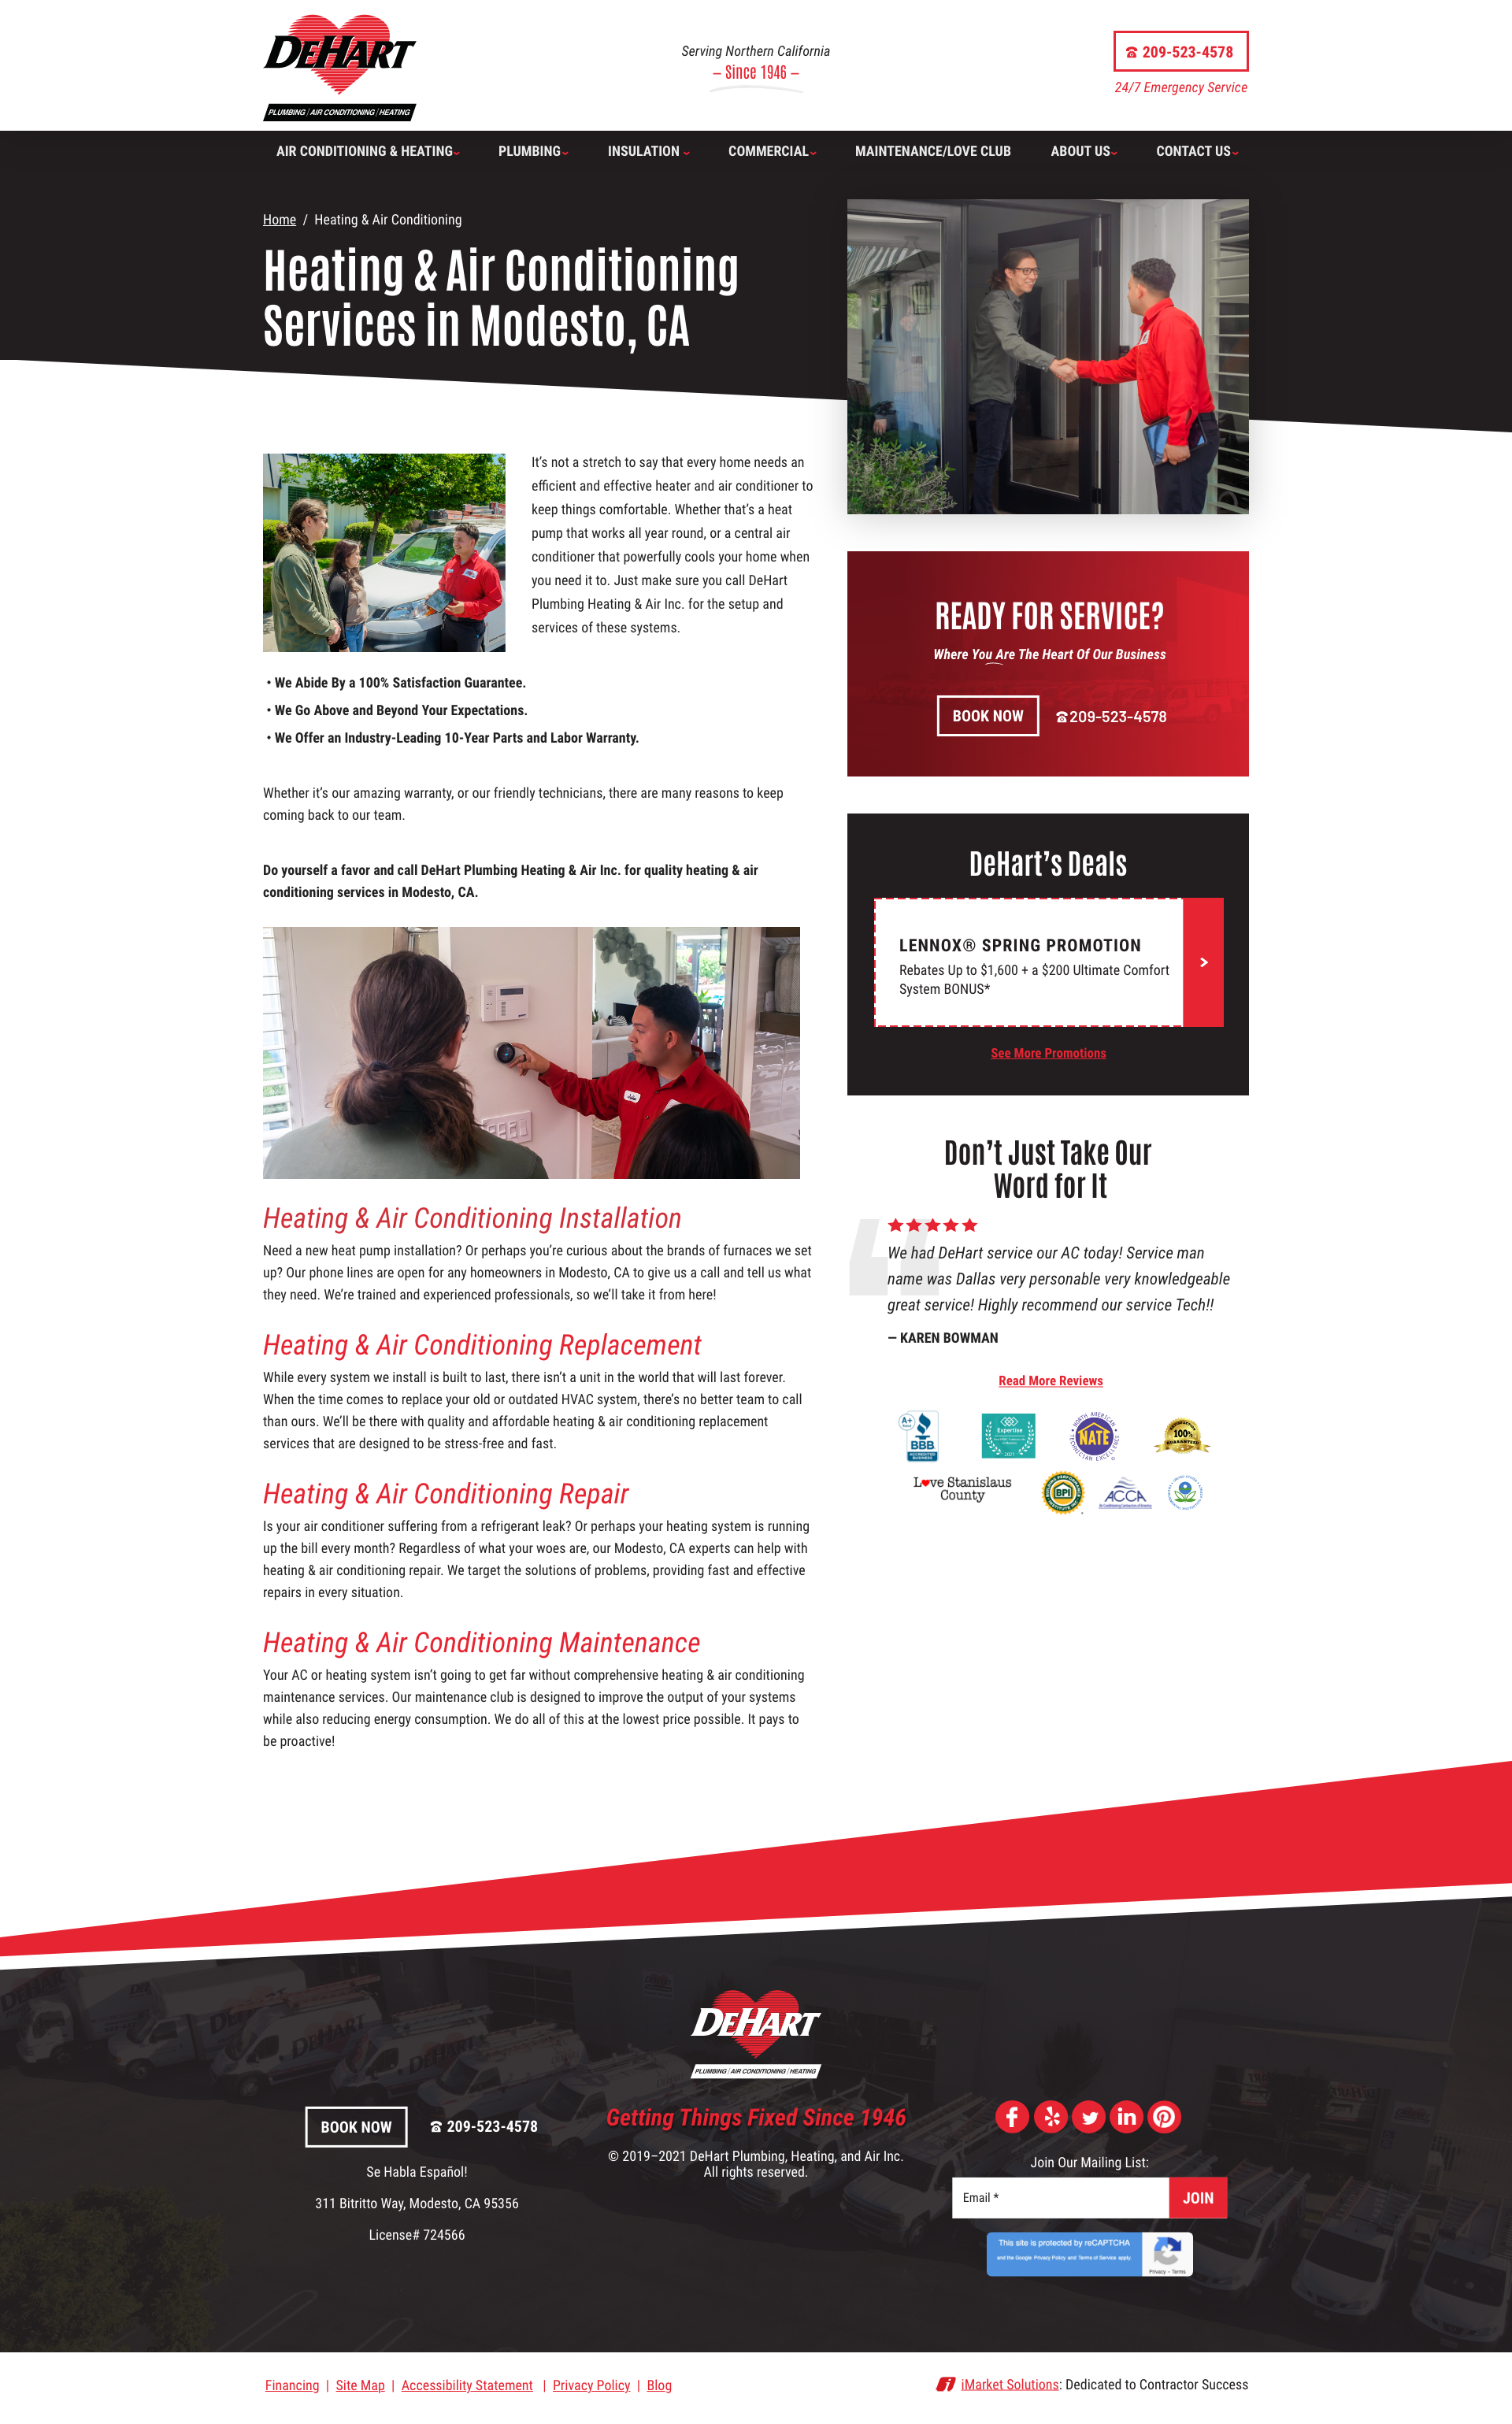 DEHART
PLUMBING / AIR CONDITIONING / HEATING
Serving Northern California
– Since 1946 –
209-523-4578
24/7 Emergency Service
AIR CONDITIONING & HEATING PLUMBING INSULATION COMMERCIAL MAINTENANCE/LOVE CLUB ABOUT US CONTACT US
Home / Heating & Air Conditioning
Heating & Air Conditioning
Services in Modesto, CA
It’s not a stretch to say that every home needs an
efficient and effective heater and air conditioner to
keep things comfortable. Whether that’s a heat
pump that works all year round, or a central air
conditioner that powerfully cools your home when
you need it to. Just make sure you call DeHart
Plumbing Heating & Air Inc. for the setup and
services of these systems.
• We Abide By a 100% Satisfaction Guarantee.
• We Go Above and Beyond Your Expectations.
• We Offer an Industry-Leading 10-Year Parts and Labor Warranty.
Whether it’s our amazing warranty, or our friendly technicians, there are many reasons to keep
coming back to our team.
Do yourself a favor and call DeHart Plumbing Heating & Air Inc. for quality heating & air
conditioning services in Modesto, CA.
Heating & Air Conditioning Installation
Need a new heat pump installation? Or perhaps you’re curious about the brands of furnaces we set
up? Our phone lines are open for any homeowners in Modesto, CA to give us a call and tell us what
they need. We’re trained and experienced professionals, so we’ll take it from here!
Heating & Air Conditioning Replacement
While every system we install is built to last, there isn’t a unit in the world that will last forever.
When the time comes to replace your old or outdated HVAC system, there’s no better team to call
than ours. We’ll be there with quality and affordable heating & air conditioning replacement
services that are designed to be stress-free and fast.
Heating & Air Conditioning Repair
Is your air conditioner suffering from a refrigerant leak? Or perhaps your heating system is running
up the bill every month? Regardless of what your woes are, our Modesto, CA experts can help with
heating & air conditioning repair. We target the solutions of problems, providing fast and effective
repairs in every situation.
Heating & Air Conditioning Maintenance
Your AC or heating system isn’t going to get far without comprehensive heating & air conditioning
maintenance services. Our maintenance club is designed to improve the output of your systems
while also reducing energy consumption. We do all of this at the lowest price possible. It pays to
be proactive!
READY FOR SERVICE?
Where You Are The Heart Of Our Business
BOOK NOW 209-523-4578
DeHart’s Deals
LENNOX® SPRING PROMOTION
Rebates Up to $1,600 + a $200 Ultimate Comfort
System BONUS*
See More Promotions
Don’t Just Take Our
Word for It
We had DeHart service our AC today! Service man
name was Dallas very personable very knowledgeable
great service! Highly recommend our service Tech!!
– KAREN BOWMAN
Read More Reviews
A+
BBB
ACCREDITED
BUSINESS
Expertise
2021
NORTH AMERICAN
NATE
TECHNICIAN EXCELLENCE
SATISFACTION
100%
GUARANTEED
Love Stanislaus
County
BPI
ACCA
DEHART
PLUMBING / AIR CONDITIONING / HEATING
BOOK NOW 209-523-4578
Se Habla Español!
311 Bitritto Way, Modesto, CA 95356
License# 724566
Getting Things Fixed Since 1946
© 2019–2021 DeHart Plumbing, Heating, and Air Inc.
All rights reserved.
Join Our Mailing List:
Email * JOIN
This site is protected by reCAPTCHA
and the Google Privacy Policy and Terms of Service apply.
Privacy - Terms
Financing | Site Map | Accessibility Statement | Privacy Policy | Blog
iMarket Solutions: Dedicated to Contractor Success